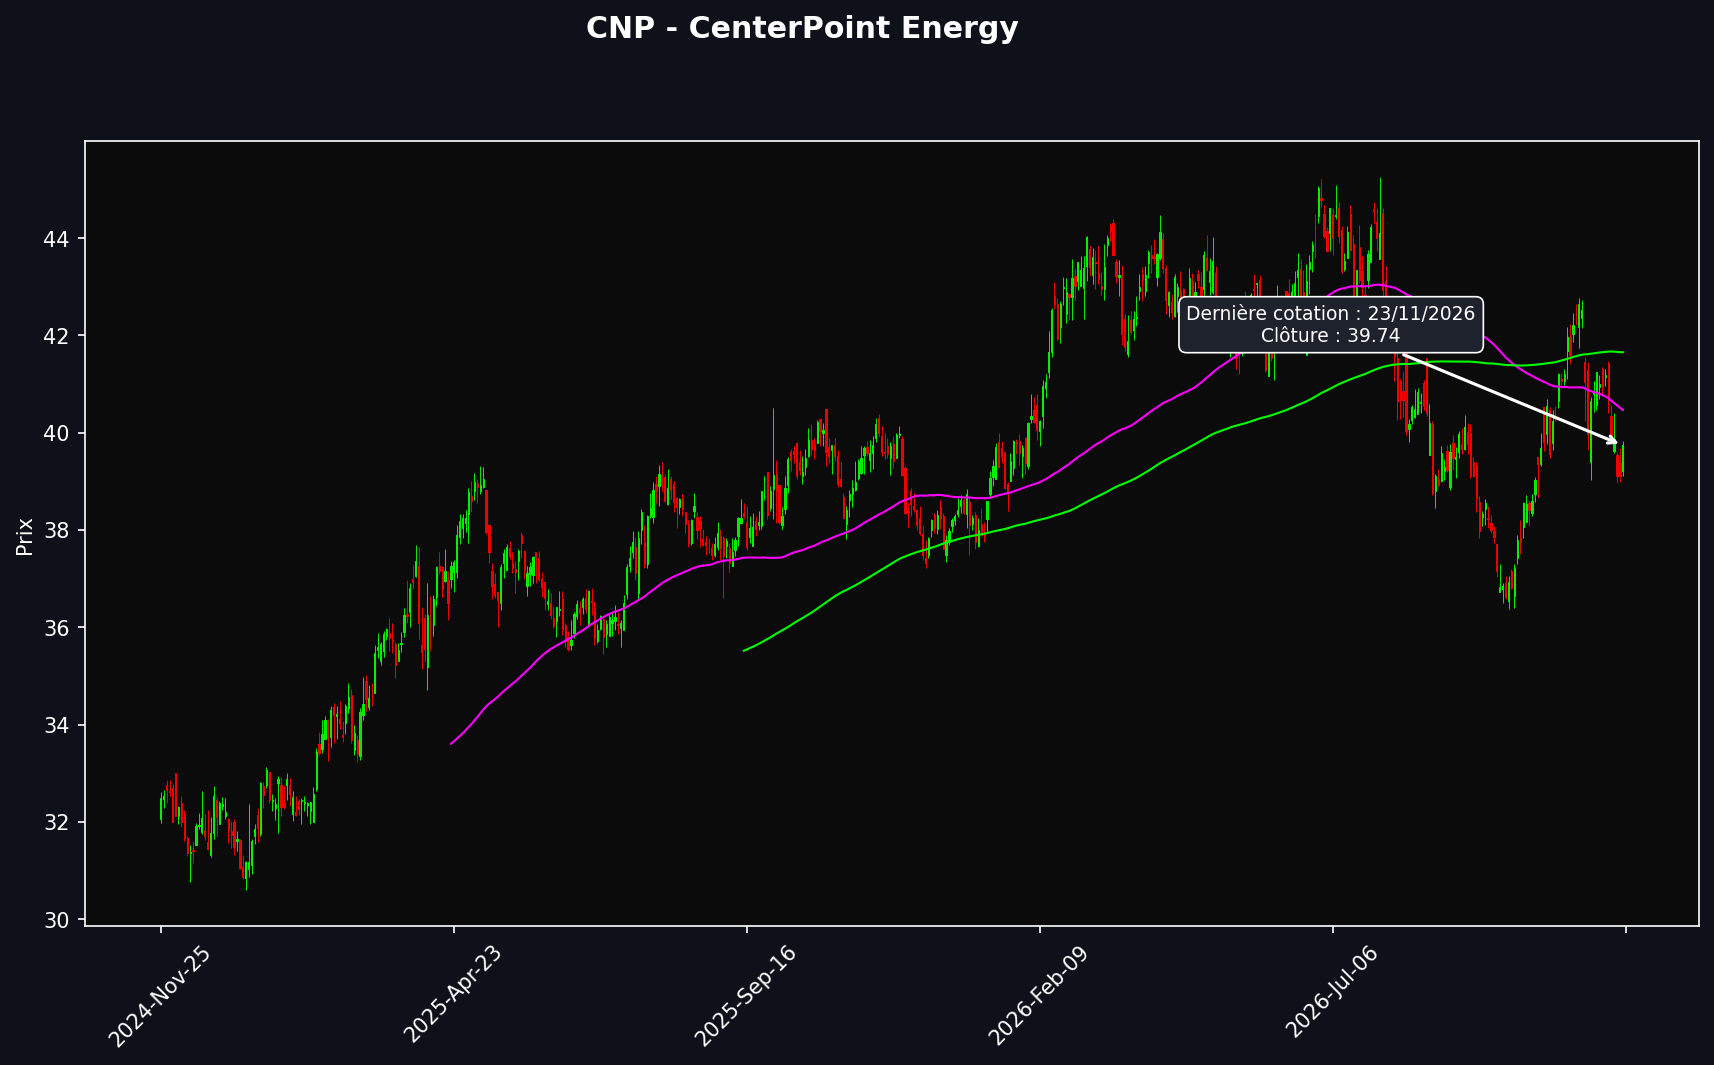 CNP - CenterPoint Energy
Prix
44
42
40
38
36
34
32
30
Dernière cotation : 23/11/2026
Clôture : 39.74
2024-Nov-25
2025-Apr-23
2025-Sep-16
2026-Feb-09
2026-Jul-06